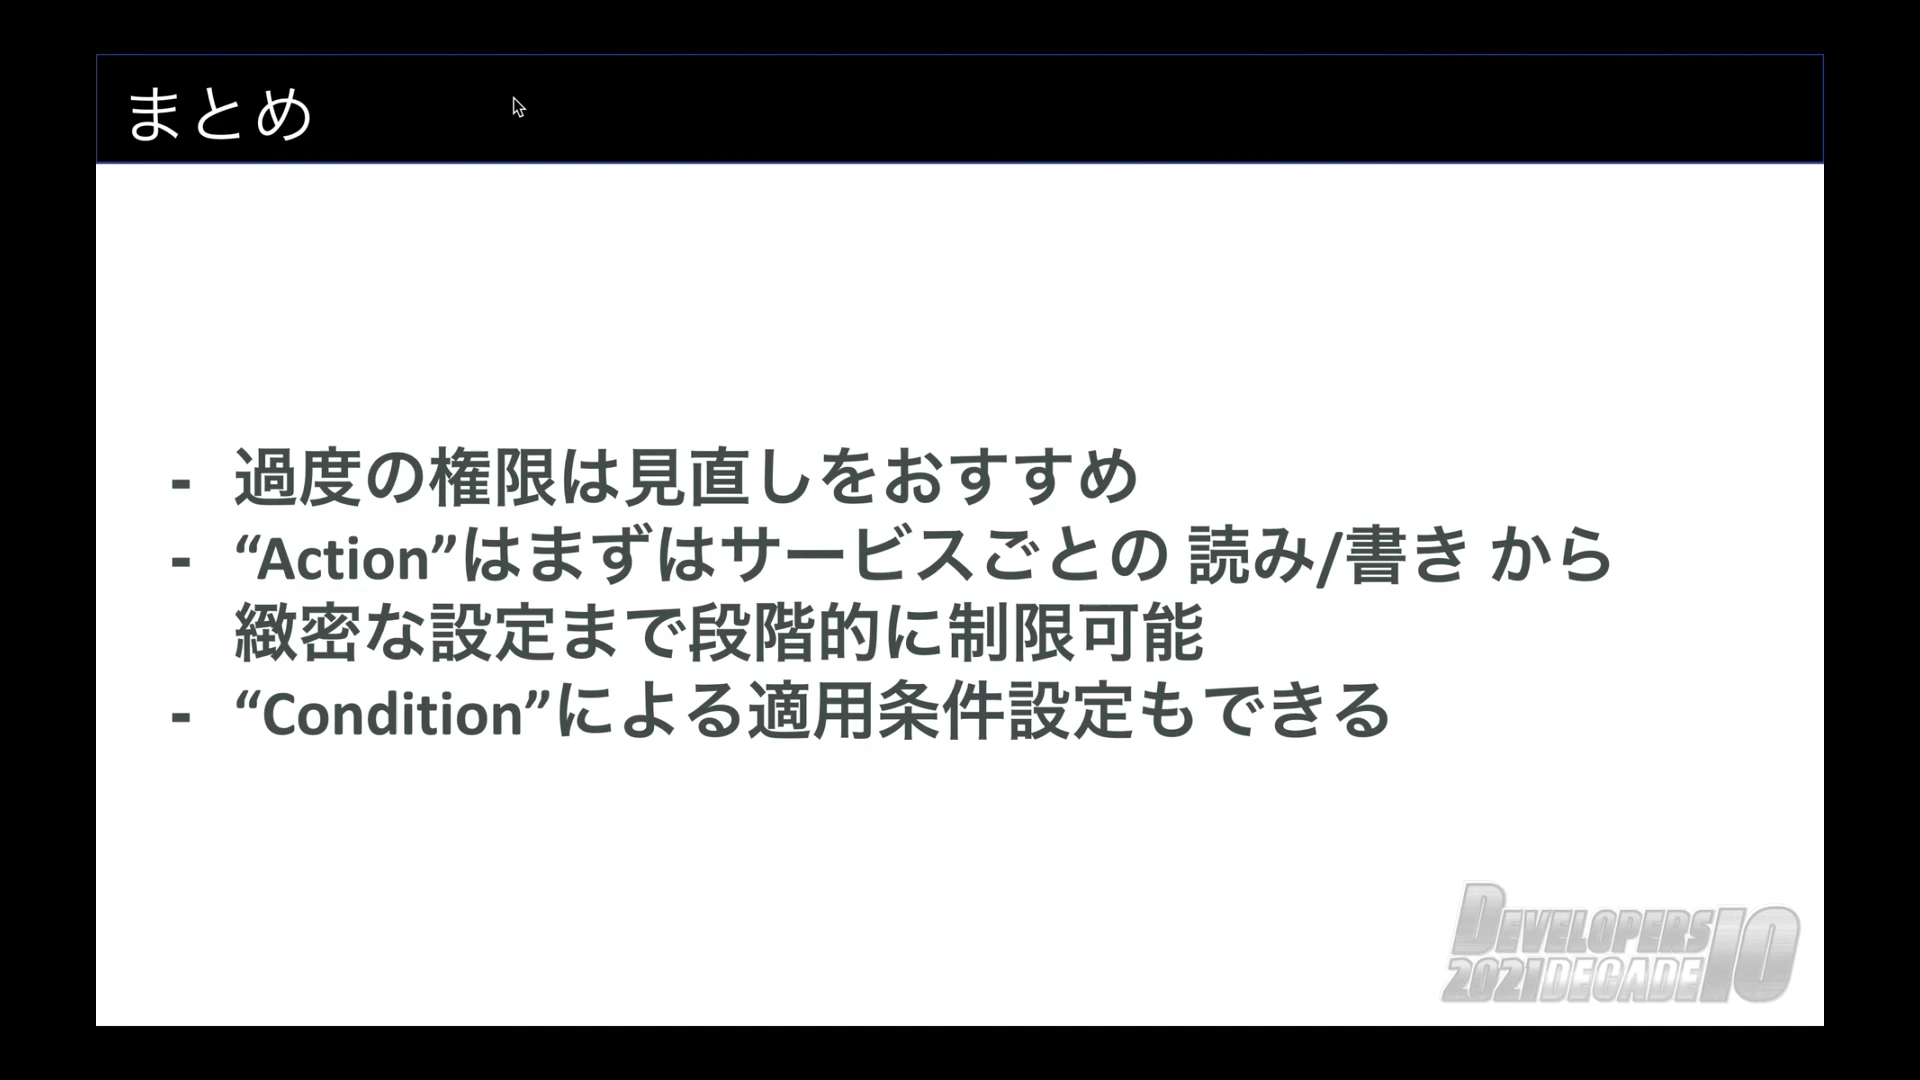 まとめ
- 過度の権限は見直しをおすすめ
- “Action”はまずはサービスごとの 読み/書き から
緻密な設定まで段階的に制限可能
- “Condition”による適用条件設定もできる
DEVELOPERS IO
2021 DECADE